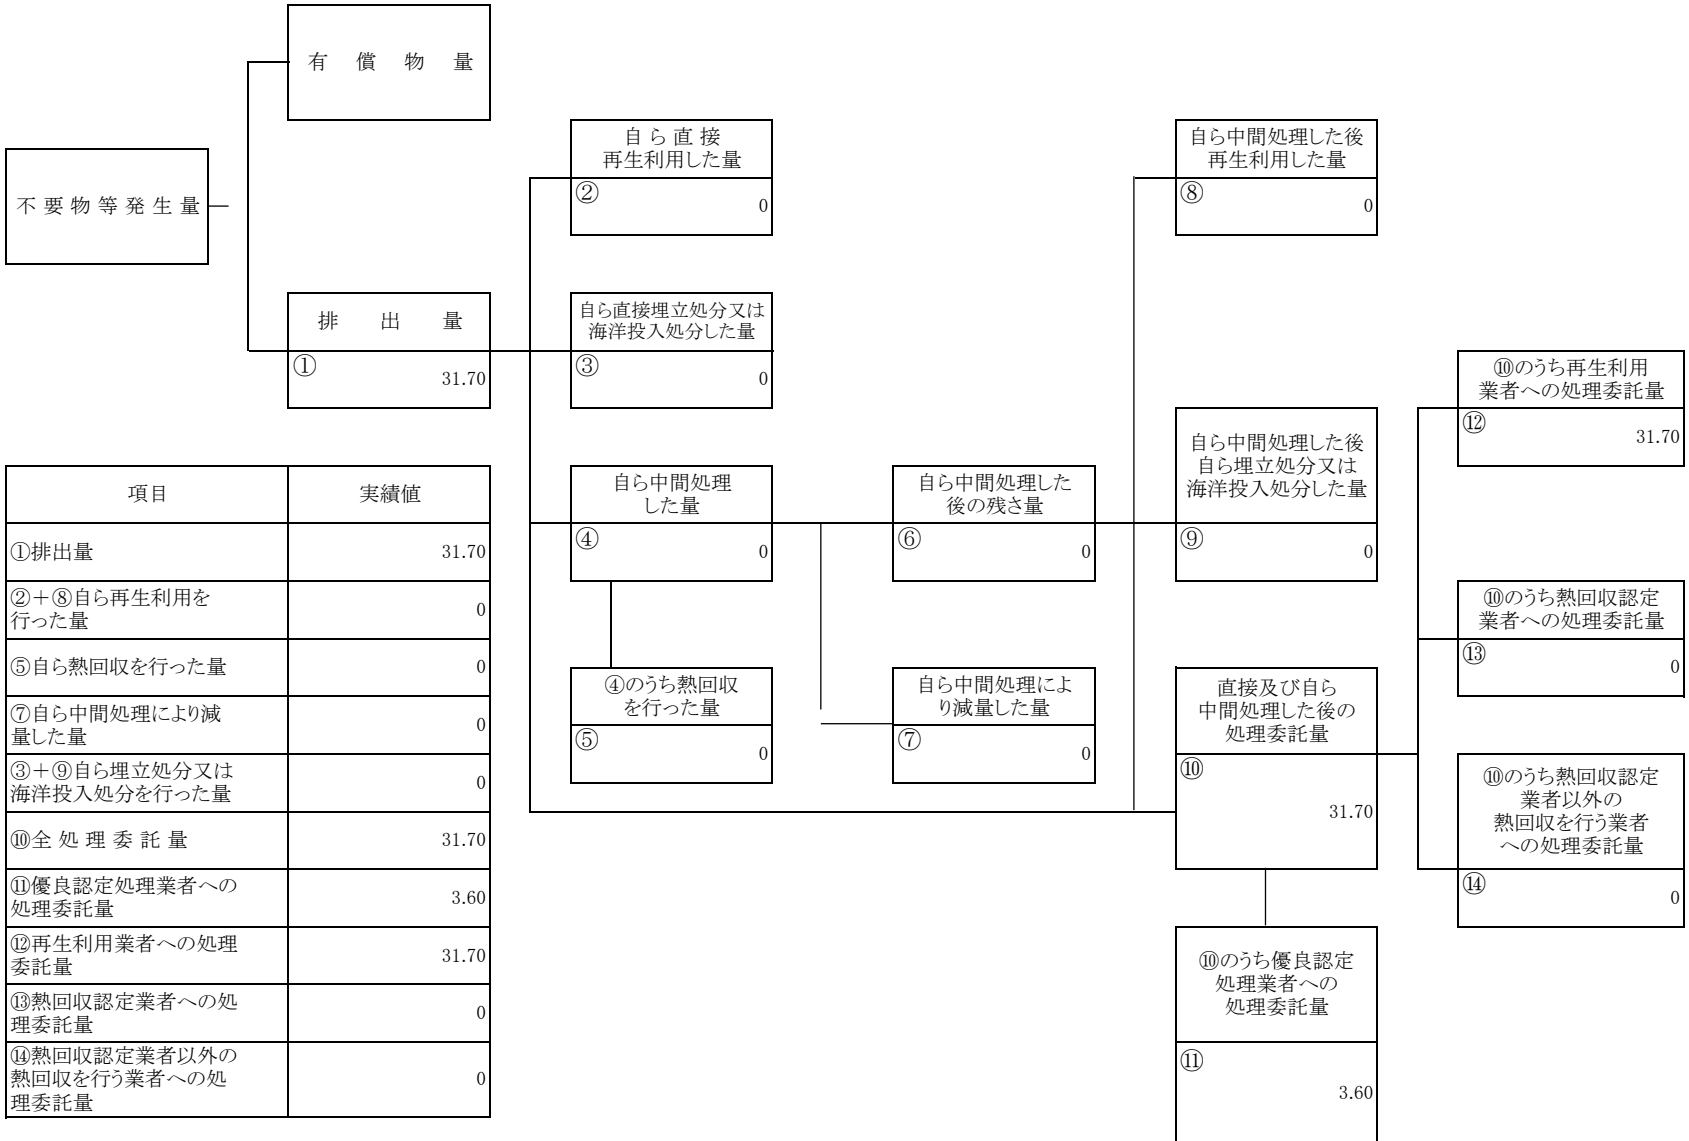 有償物量
不要物等発生量
排出量
①
31.70
自ら直接
再生利用した量
②
0
自ら直接埋立処分又は
海洋投入処分した量
③
0
自ら中間処理
した量
④
0
④のうち熱回収
を行った量
⑤
0
自ら中間処理した
後の残さ量
⑥
0
自ら中間処理によ
り減量した量
⑦
0
自ら中間処理した後
再生利用した量
⑧
0
自ら中間処理した後
自ら埋立処分又は
海洋投入処分した量
⑨
0
直接及び自ら
中間処理した後の
処理委託量
⑩
31.70
⑩のうち優良認定
処理業者への
処理委託量
⑪
3.60
⑩のうち再生利用
業者への処理委託量
⑫
31.70
⑩のうち熱回収認定
業者への処理委託量
⑬
0
⑩のうち熱回収認定
業者以外の
熱回収を行う業者
への処理委託量
⑭
0
項目 実績値
①排出量 31.70
②＋⑧自ら再生利用を
行った量
0
⑤自ら熱回収を行った量 0
⑦自ら中間処理により減
量した量
0
③＋⑨自ら埋立処分又は
海洋投入処分を行った量
0
⑩全処理委託量 31.70
⑪優良認定処理業者への
処理委託量
3.60
⑫再生利用業者への処理
委託量
31.70
⑬熱回収認定業者への処
理委託量
0
⑭熱回収認定業者以外の
熱回収を行う業者への処
理委託量
0